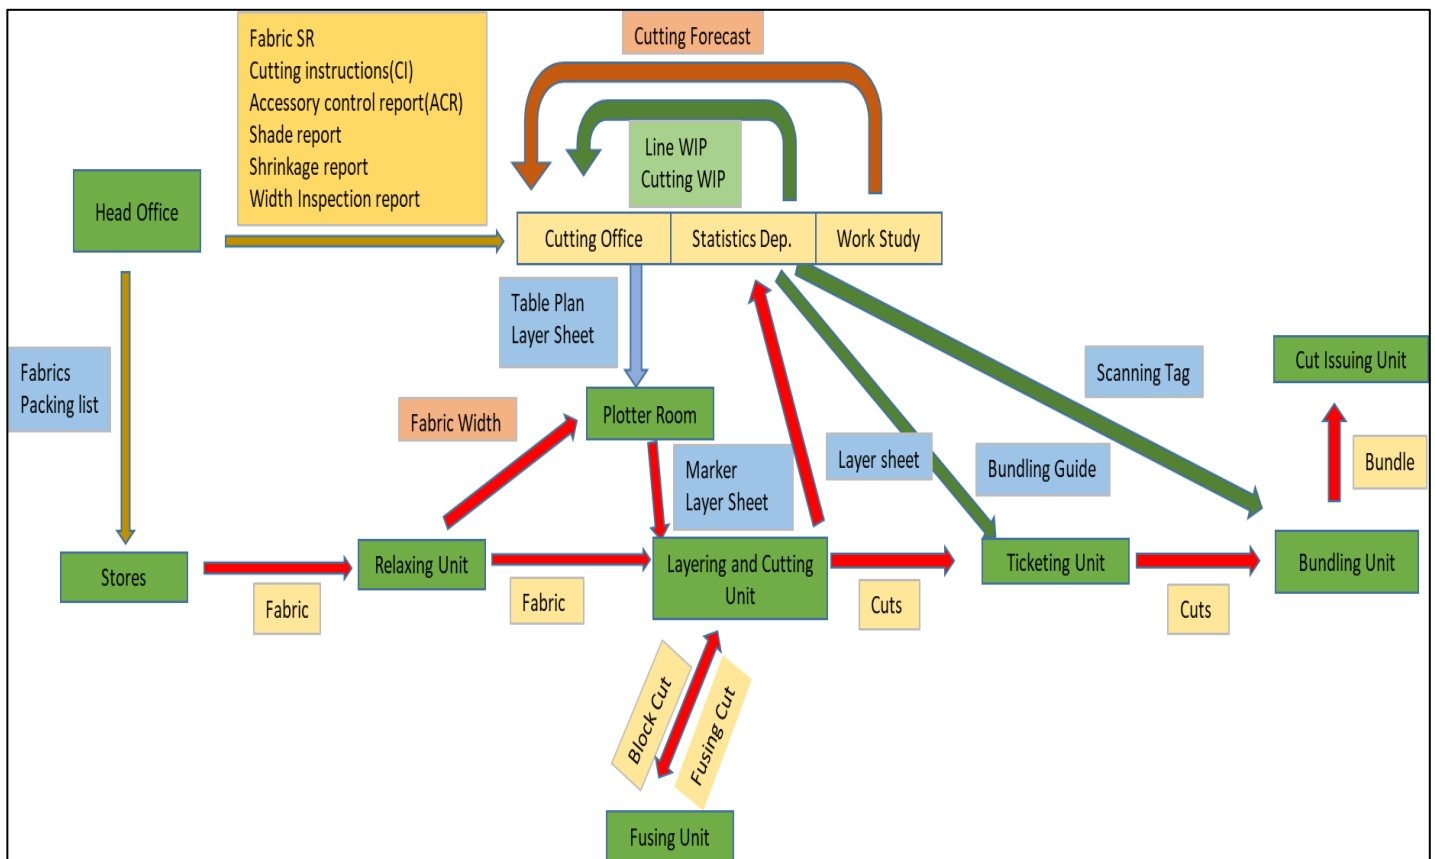 Fabric SR
Cutting instructions(CI)
Accessory control report(ACR)
Shade report
Shrinkage report
Width Inspection report
Cutting Forecast
Line WIP
Cutting WIP
Head Office
Cutting Office
Statistics Dep.
Work Study
Table Plan
Layer Sheet
Fabrics
Packing list
Scanning Tag
Cut Issuing Unit
Fabric Width
Plotter Room
Marker
Layer Sheet
Layer sheet
Bundling Guide
Bundle
Stores
Relaxing Unit
Layering and Cutting
Unit
Ticketing Unit
Bundling Unit
Fabric
Fabric
Cuts
Cuts
Block Cut
Fusing Cut
Fusing Unit